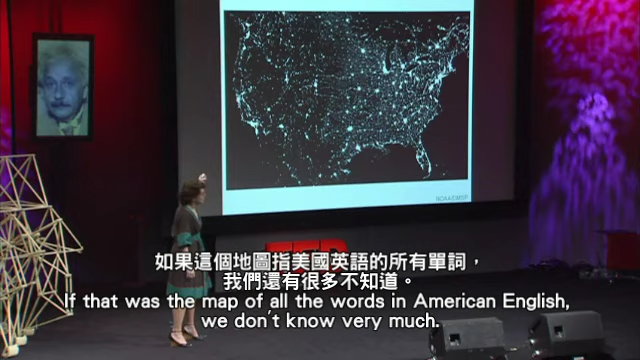 NOAA/DMSP
如果這個地圖指美國英語的所有單詞，
我們還有很多不知道。
If that was the map of all the words in American English,
we don't know very much.